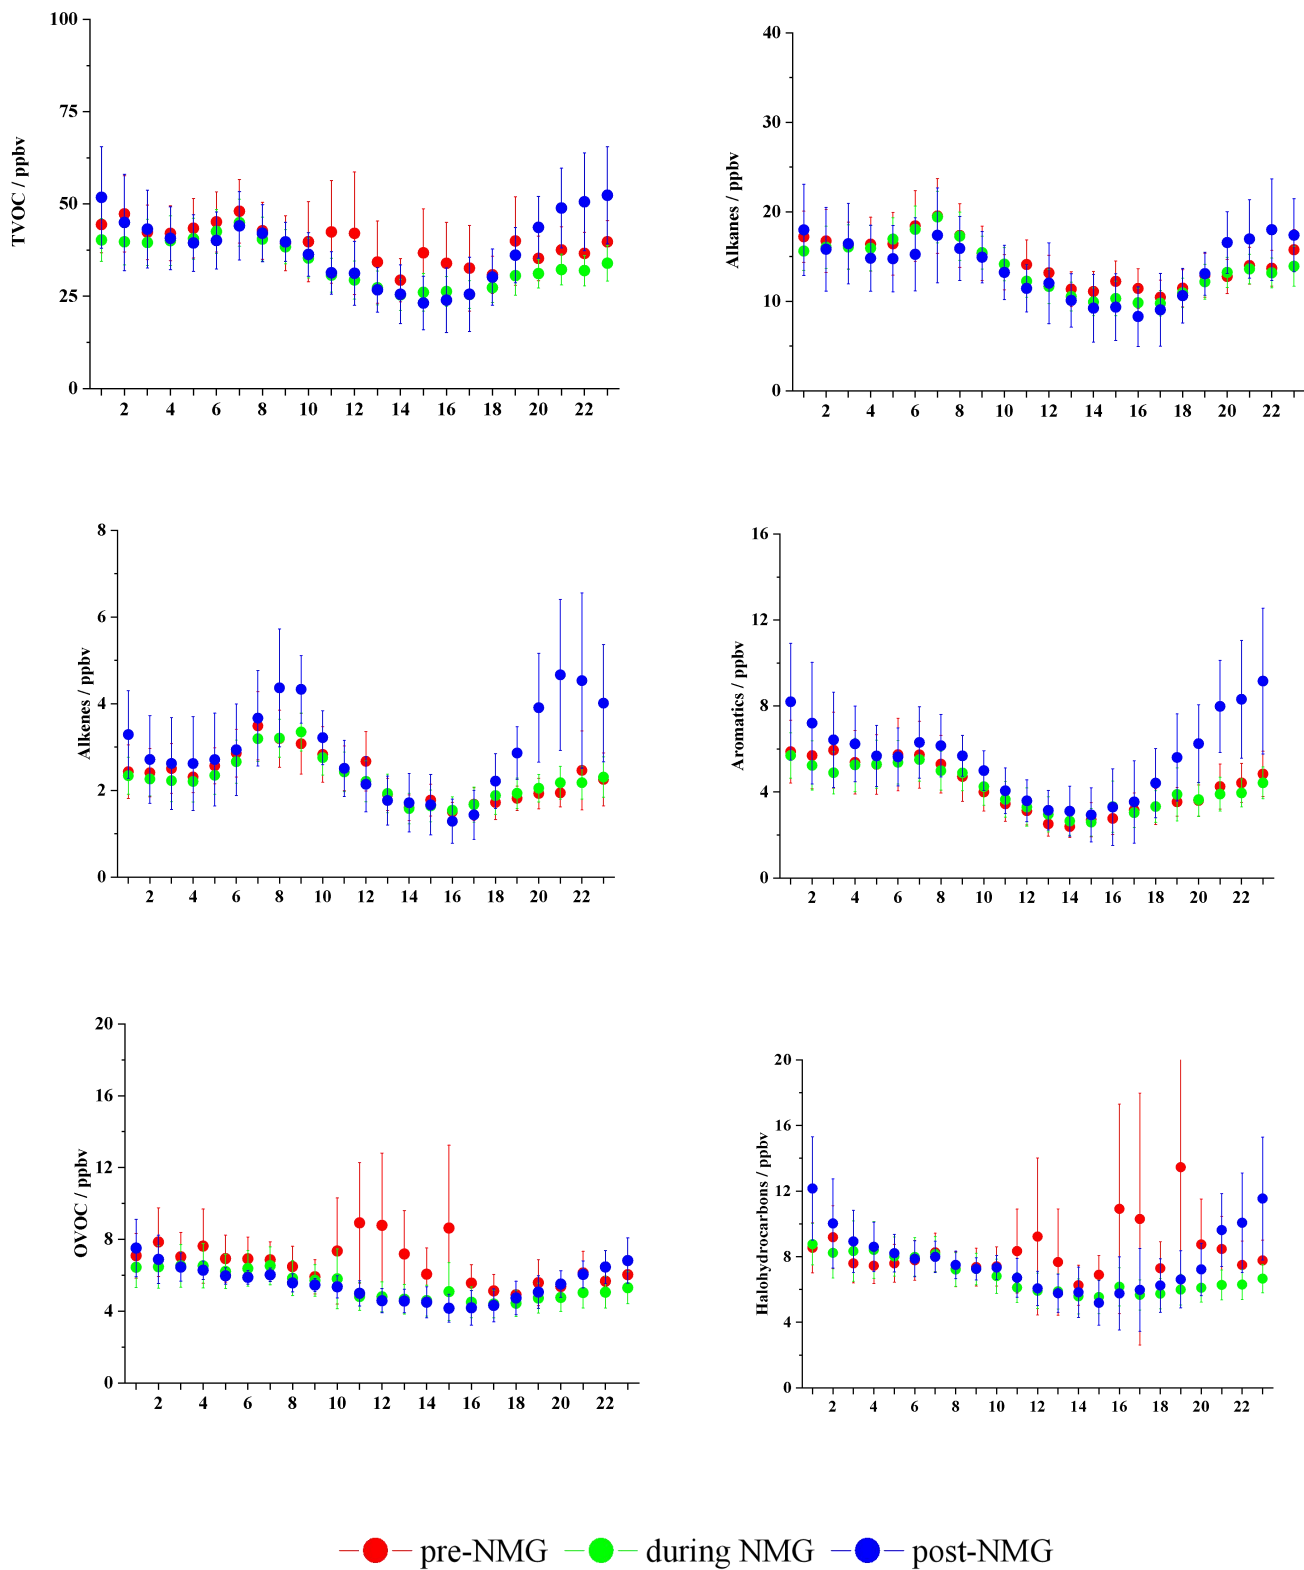 100
75
50
25
0
TVOC / ppbv
2 4 6 8 10 12 14 16 18 20 22
40
30
20
10
0
Alkanes / ppbv
2 4 6 8 10 12 14 16 18 20 22
8
6
4
2
0
Alkenes / ppbv
2 4 6 8 10 12 14 16 18 20 22
16
12
8
4
0
Aromatics / ppbv
2 4 6 8 10 12 14 16 18 20 22
20
16
12
8
4
0
OVOC / ppbv
2 4 6 8 10 12 14 16 18 20 22
20
16
12
8
4
0
Halohydrocarbons / ppbv
2 4 6 8 10 12 14 16 18 20 22
pre-NMG during NMG post-NMG